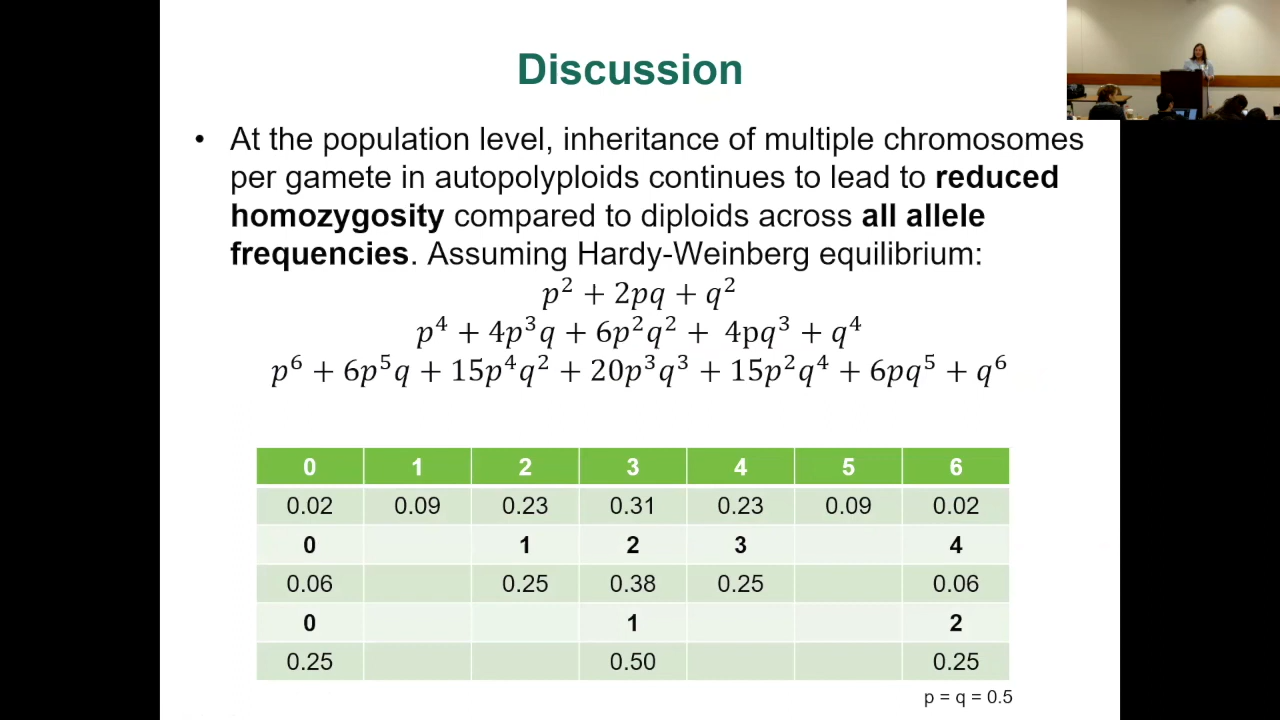 Discussion
• At the population level, inheritance of multiple chromosomes
per gamete in autopolyploids continues to lead to reduced
homozygosity compared to diploids across all allele
frequencies. Assuming Hardy-Weinberg equilibrium:
p² + 2pq + q²
p⁴ + 4p³q + 6p²q² + 4pq³ + q⁴
p⁶ + 6p⁵q + 15p⁴q² + 20p³q³ + 15p²q⁴ + 6pq⁵ + q⁶
0 1 2 3 4 5 6
0.02 0.09 0.23 0.31 0.23 0.09 0.02
0 1 2 3 4
0.06 0.25 0.38 0.25 0.06
0 1 2
0.25 0.50 0.25
p = q = 0.5